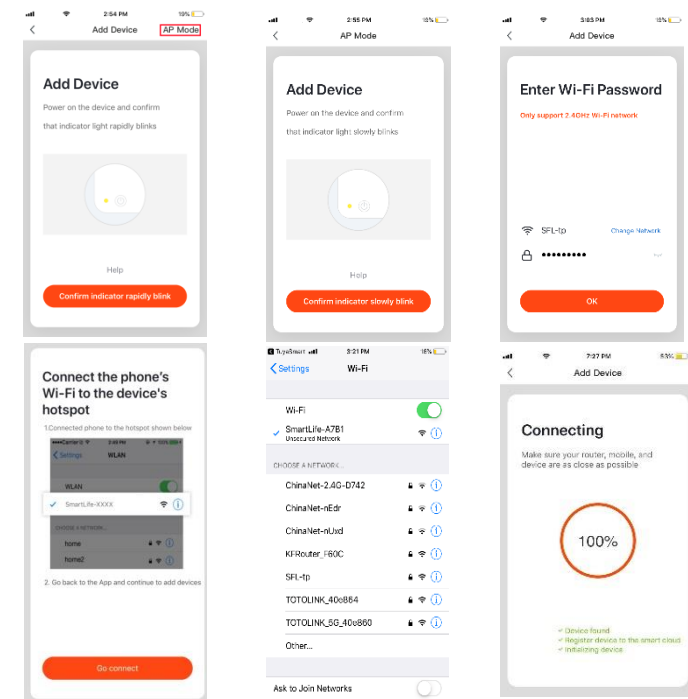 2:54 PM
19%
Add Device
AP Mode
Add Device
Power on the device and confirm
that indicator light rapidly blinks
Help
Confirm indicator rapidly blink
2:55 PM
19%
AP Mode
Add Device
Power on the device and confirm
that indicator light slowly blinks
Help
Confirm indicator slowly blink
3:03 PM
Add Device
Enter Wi-Fi Password
Only support 2.4GHz Wi-Fi network
SFL-tp
Change Network
•••••••••
OK
Connect the phone's
Wi-Fi to the device's
hotspot
1.Connected phone to the hotspot shown below
Settings
WLAN
WLAN
SmartLife-XXXX
CHOOSE A NETWORK...
home
home2
2. Go back to the App and continue to add devices
Go connect
TuyaSmart
3:21 PM
Settings
Wi-Fi
Wi-Fi
SmartLife-A7B1
Unsecured Network
CHOOSE A NETWORK...
ChinaNet-2.4G-D742
ChinaNet-nEdr
ChinaNet-nUxd
KFRouter_F60C
SFL-tp
TOTOLINK_40e864
TOTOLINK_5G_40e860
Other...
Ask to Join Networks
7:27 PM
Add Device
Connecting
Make sure your router, mobile, and
device are as close as possible
100%
Device found
Register device to the smart cloud
Initializing device